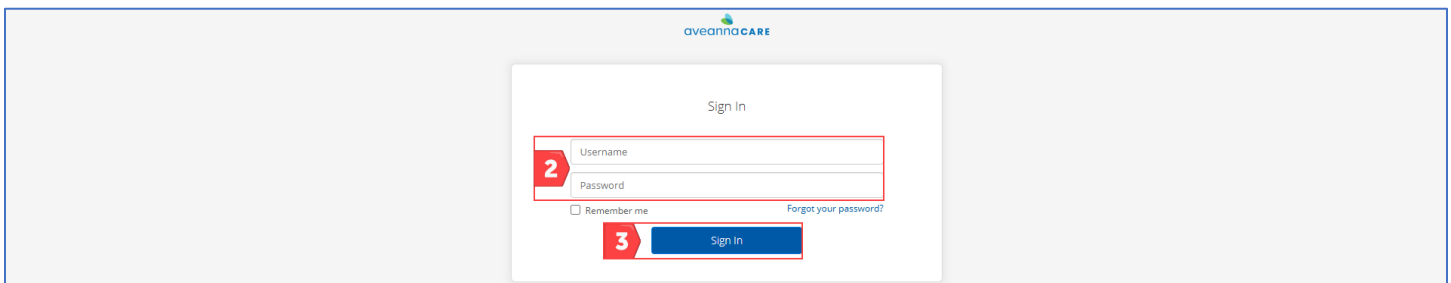 aveannaCARE
Sign In
Username
2
Password
Remember me
Forgot your password?
3
Sign In